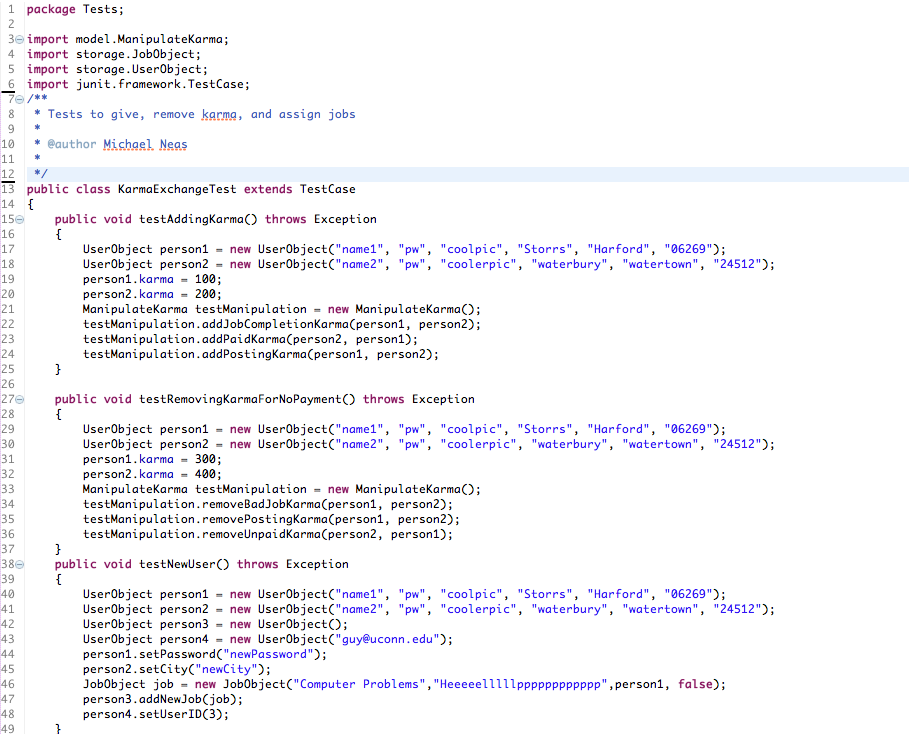 1 package Tests;
2
3 import model.ManipulateKarma;
4 import storage.JobObject;
5 import storage.UserObject;
6 import junit.framework.TestCase;
7 /**
8  * Tests to give, remove karma, and assign jobs
9  *
10  * @author Michael Neas
11  *
12  */
13 public class KarmaExchangeTest extends TestCase
14 {
15     public void testAddingKarma() throws Exception
16     {
17         UserObject person1 = new UserObject("name1", "pw", "coolpic", "Storrs", "Harford", "06269");
18         UserObject person2 = new UserObject("name2", "pw", "coolerpic", "waterbury", "watertown", "24512");
19         person1.karma = 100;
20         person2.karma = 200;
21         ManipulateKarma testManipulation = new ManipulateKarma();
22         testManipulation.addJobCompletionKarma(person1, person2);
23         testManipulation.addPaidKarma(person2, person1);
24         testManipulation.addPostingKarma(person1, person2);
25     }
26
27     public void testRemovingKarmaForNoPayment() throws Exception
28     {
29         UserObject person1 = new UserObject("name1", "pw", "coolpic", "Storrs", "Harford", "06269");
30         UserObject person2 = new UserObject("name2", "pw", "coolerpic", "waterbury", "watertown", "24512");
31         person1.karma = 300;
32         person2.karma = 400;
33         ManipulateKarma testManipulation = new ManipulateKarma();
34         testManipulation.removeBadJobKarma(person1, person2);
35         testManipulation.removePostingKarma(person1, person2);
36         testManipulation.removeUnpaidKarma(person2, person1);
37     }
38     public void testNewUser() throws Exception
39     {
40         UserObject person1 = new UserObject("name1", "pw", "coolpic", "Storrs", "Harford", "06269");
41         UserObject person2 = new UserObject("name2", "pw", "coolerpic", "waterbury", "watertown", "24512");
42         UserObject person3 = new UserObject();
43         UserObject person4 = new UserObject("guy@uconn.edu");
44         person1.setPassword("newPassword");
45         person2.setCity("newCity");
46         JobObject job = new JobObject("Computer Problems","Heeeeelllllpppppppppppp",person1, false);
47         person3.addNewJob(job);
48         person4.setUserID(3);
49     }